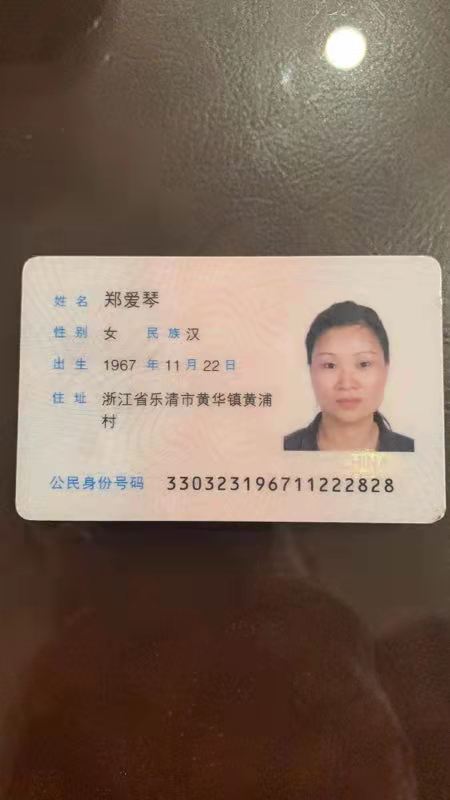 姓名 郑爱琴
性别 女 民族 汉
出生 1967 年 11 月 22 日
住址 浙江省乐清市黄华镇黄浦
村
公民身份号码 330323196711222828